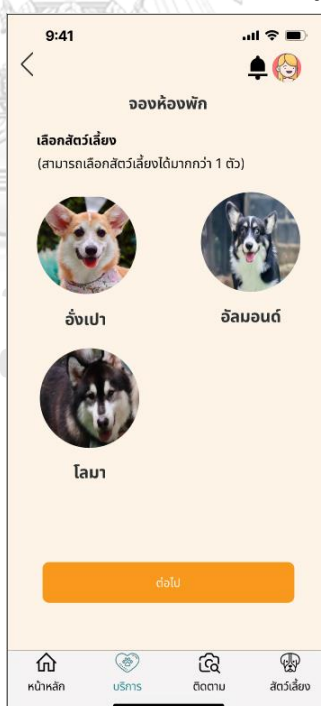 9:41
จองห้องพัก
เลือกสัตว์เลี้ยง
(สามารถเลือกสัตว์เลี้ยงได้มากกว่า 1 ตัว)
อั่งเปา
อัลมอนด์
โลมา
ต่อไป
หน้าหลัก บริการ ติดตาม สัตว์เลี้ยง